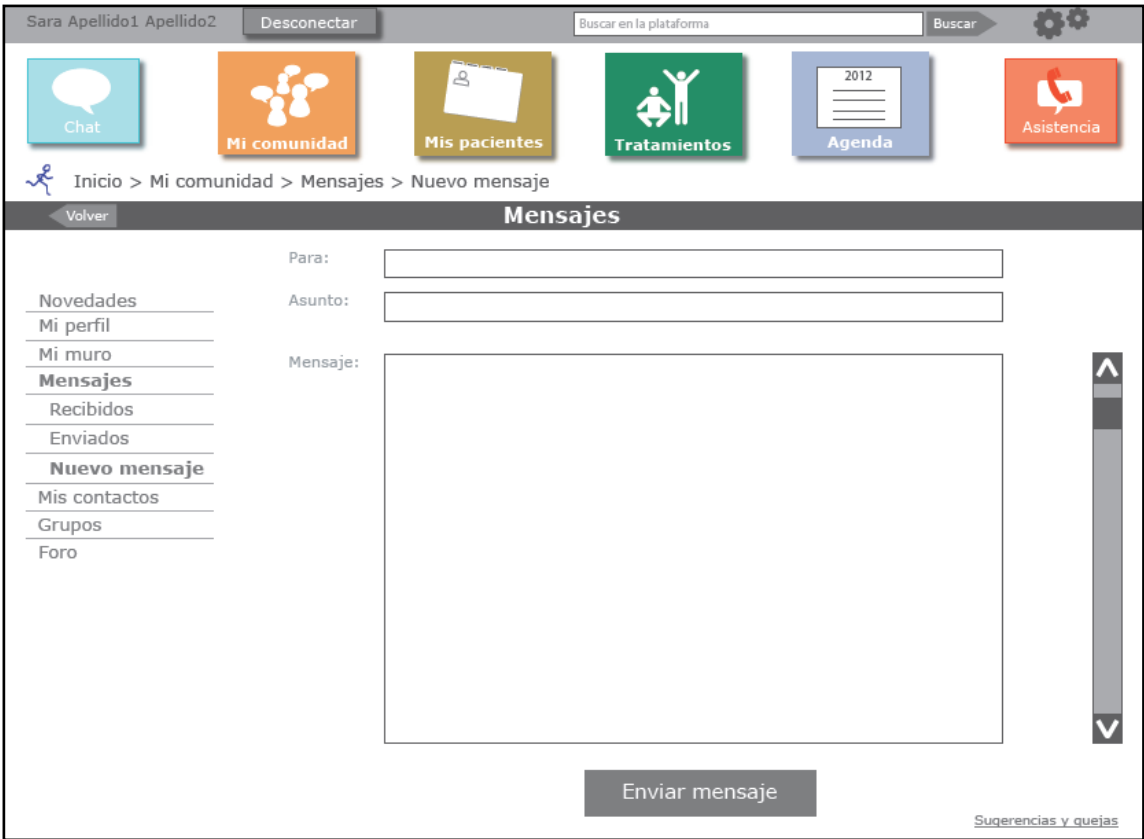 Sara Apellido1 Apellido2 Desconectar Buscar en la plataforma Buscar
2012
Chat Mi comunidad Mis pacientes Tratamientos Agenda Asistencia
Inicio > Mi comunidad > Mensajes > Nuevo mensaje
Volver Mensajes
Para:
Asunto:
Mensaje:
Novedades
Mi perfil
Mi muro
Mensajes
Recibidos
Enviados
Nuevo mensaje
Mis contactos
Grupos
Foro
Enviar mensaje
Sugerencias y quejas